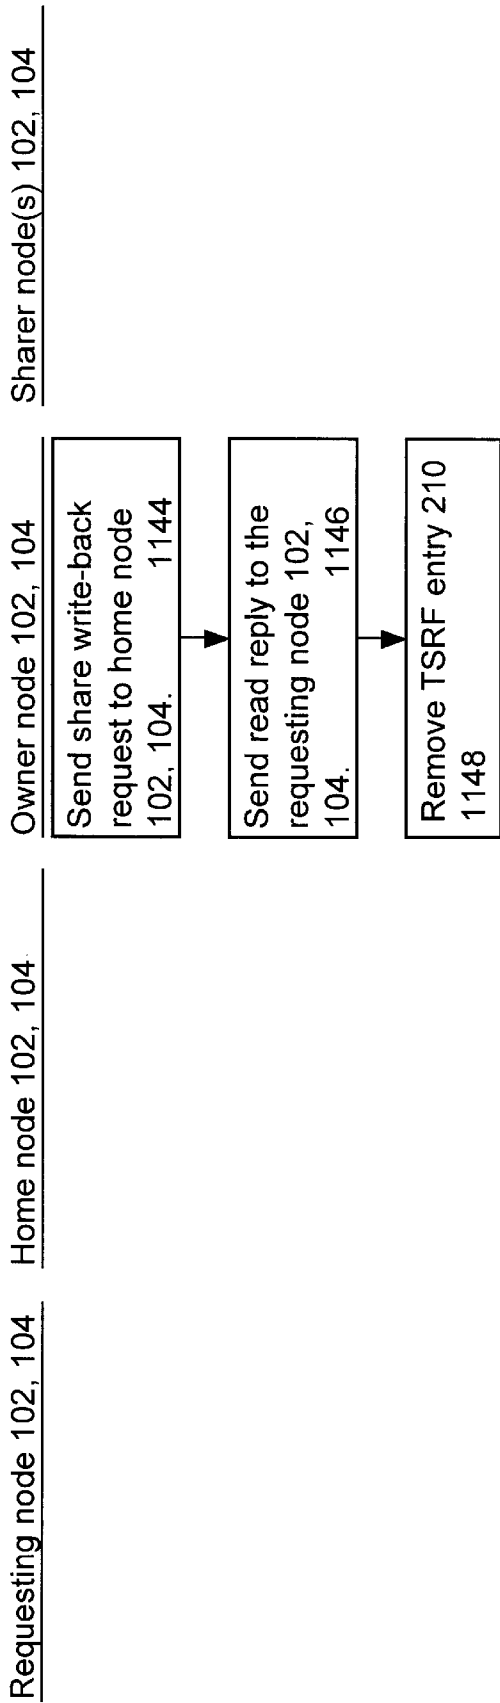 Requesting node 102, 104
Home node 102, 104
Owner node 102, 104
Sharer node(s) 102, 104
Send share write-back
request to home node
102, 104. 1144
Send read reply to the
requesting node 102,
104. 1146
Remove TSRF entry 210
1148